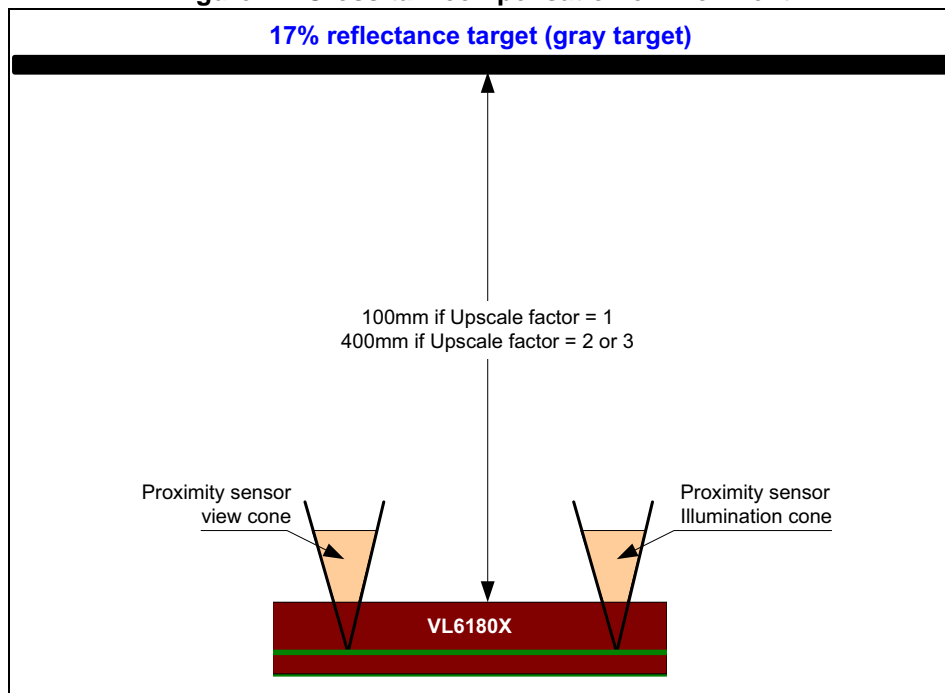 17% reflectance target (gray target)
100mm if Upscale factor = 1
400mm if Upscale factor = 2 or 3
Proximity sensor
view cone
Proximity sensor
Illumination cone
VL6180X